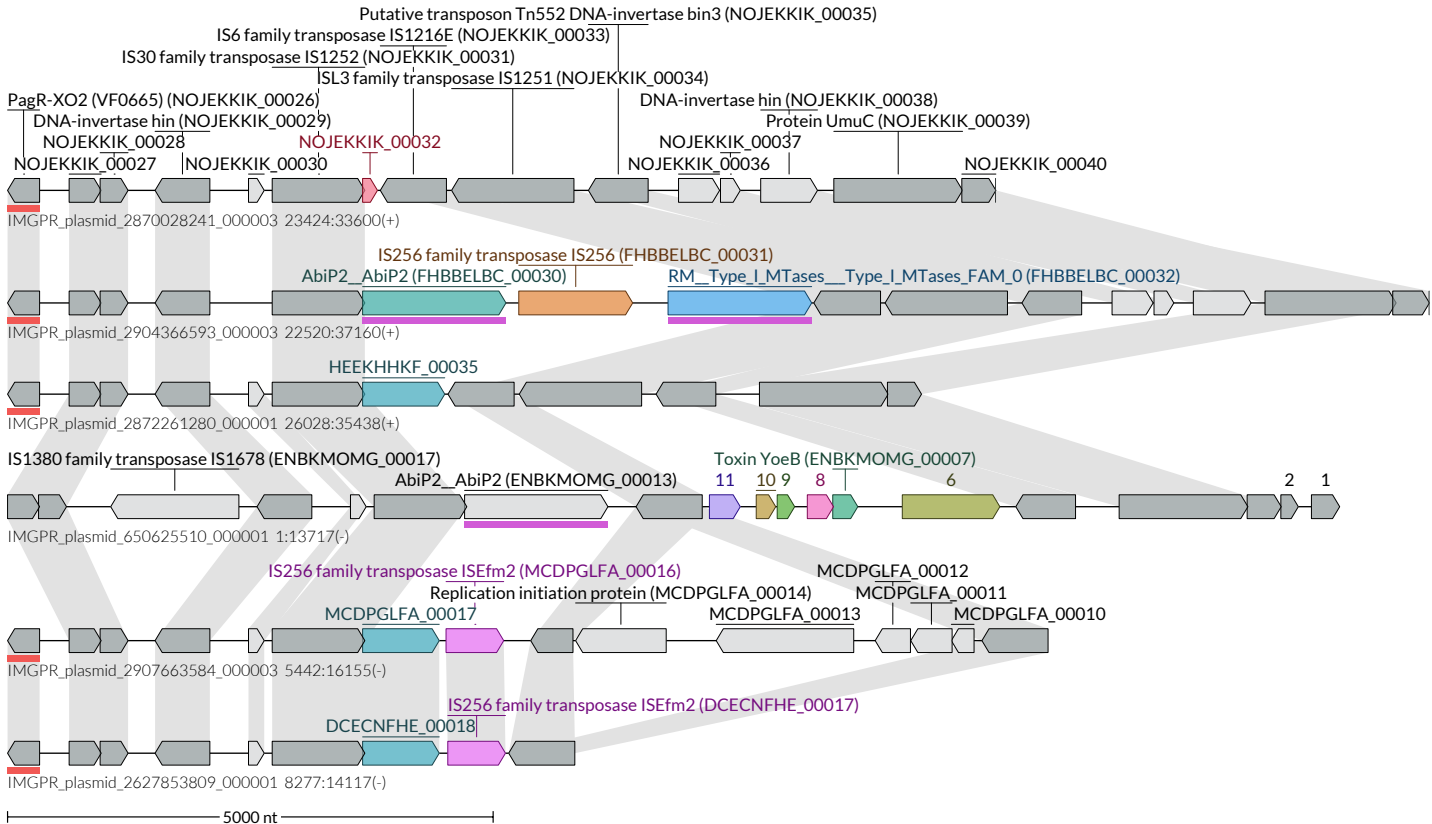 Putative transposon Tn552 DNA-invertase bin3 (NOJEKKIK_00035)
IS6 family transposase IS1216E (NOJEKKIK_00033)
IS30 family transposase IS1252 (NOJEKKIK_00031)
ISL3 family transposase IS1251 (NOJEKKIK_00034)
PagR-XO2 (VF0665) (NOJEKKIK_00026)
DNA-invertase hin (NOJEKKIK_00038)
DNA-invertase hin (NOJEKKIK_00029)
Protein UmuC (NOJEKKIK_00039)
NOJEKKIK_00028
NOJEKKIK_00032
NOJEKKIK_00037
NOJEKKIK_00027
NOJEKKIK_00030
NOJEKKIK_00036
NOJEKKIK_00040
IMGPR_plasmid_2870028241_000003 23424:33600(+)
IS256 family transposase IS256 (FHBBELBC_00031)
AbiP2__AbiP2 (FHBBELBC_00030)
RM__Type_I_MTases___Type_I_MTases_FAM_0 (FHBBELBC_00032)
IMGPR_plasmid_2904366593_000003 22520:37160(+)
HEEKHHKF_00035
IMGPR_plasmid_2872261280_000001 26028:35438(+)
IS1380 family transposase IS1678 (ENBKMOMG_00017)
Toxin YoeB (ENBKMOMG_00007)
AbiP2__AbiP2 (ENBKMOMG_00013)
11 10 9 8 6 2 1
IMGPR_plasmid_650625510_000001 1:13717(-)
IS256 family transposase ISEfm2 (MCDPGLFA_00016)
MCDPGLFA_00012
Replication initiation protein (MCDPGLFA_00014)
MCDPGLFA_00011
MCDPGLFA_00017
MCDPGLFA_00013
MCDPGLFA_00010
IMGPR_plasmid_2907663584_000003 5442:16155(-)
IS256 family transposase ISEfm2 (DCECNFHE_00017)
DCECNFHE_00018
IMGPR_plasmid_2627853809_000001 8277:14117(-)
5000 nt